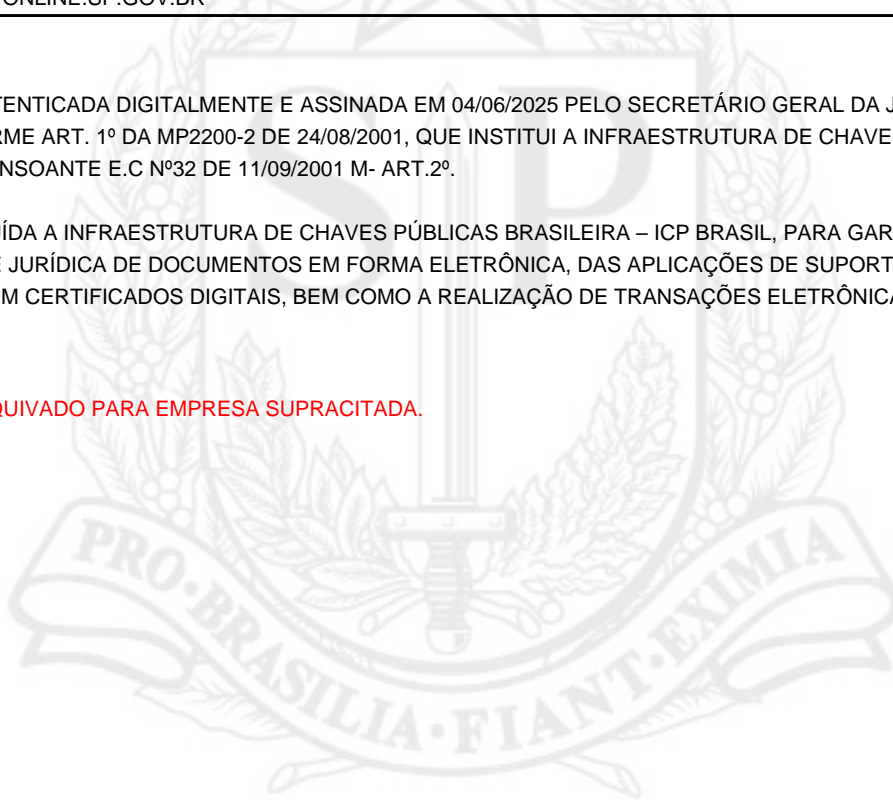 TENTICADA DIGITALMENTE E ASSINADA EM 04/06/2025 PELO SECRETÁRIO GERAL DA J
RME ART. 1º DA MP2200-2 DE 24/08/2001, QUE INSTITUI A INFRAESTRUTURA DE CHAVE
NSOANTE E.C Nº32 DE 11/09/2001 M- ART.2º.
ÍDA A INFRAESTRUTURA DE CHAVES PÚBLICAS BRASILEIRA – ICP BRASIL, PARA GAR
E JURÍDICA DE DOCUMENTOS EM FORMA ELETRÔNICA, DAS APLICAÇÕES DE SUPORT
M CERTIFICADOS DIGITAIS, BEM COMO A REALIZAÇÃO DE TRANSAÇÕES ELETRÔNICA
QUIVADO PARA EMPRESA SUPRACITADA.
SP
PRO·BRASILIA·FIANT·EXIMIA